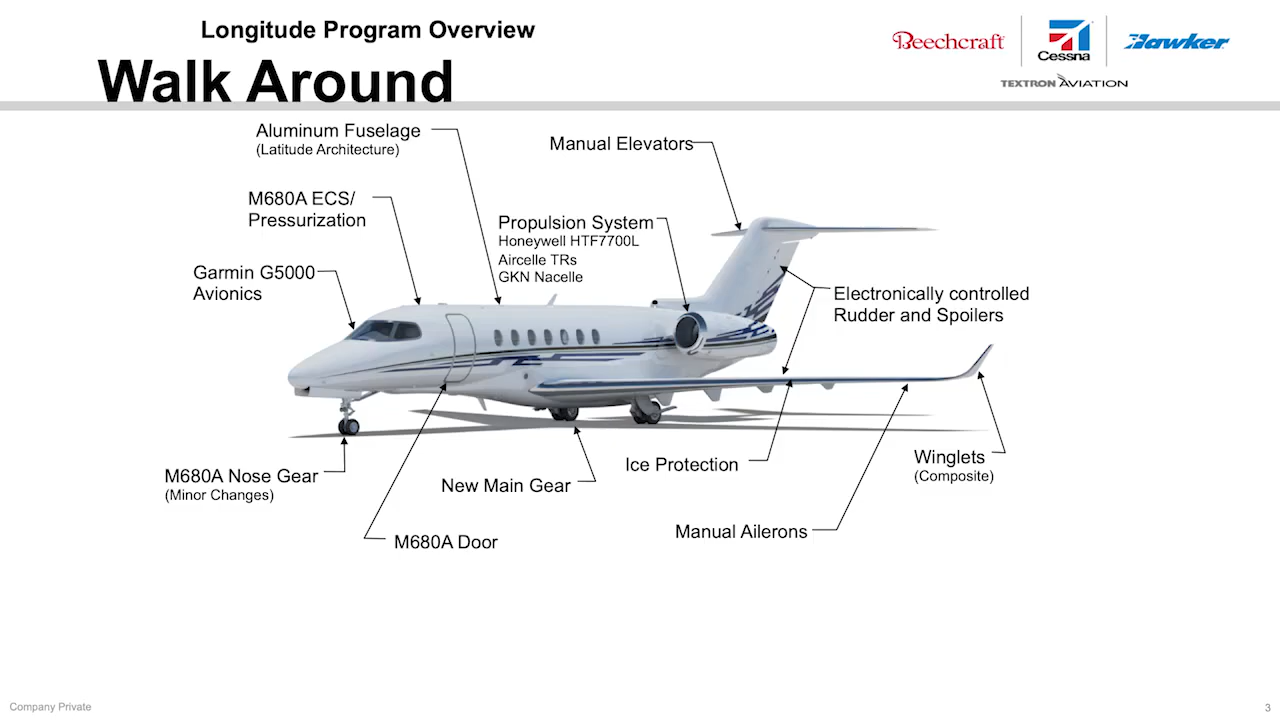 Longitude Program Overview
Walk Around
Beechcraft
Cessna
Hawker
TEXTRON AVIATION
Aluminum Fuselage
(Latitude Architecture)
Manual Elevators
M680A ECS/
Pressurization
Propulsion System
Honeywell HTF7700L
Aircelle TRs
GKN Nacelle
Garmin G5000
Avionics
Electronically controlled
Rudder and Spoilers
M680A Nose Gear
(Minor Changes)
New Main Gear
Ice Protection
Winglets
(Composite)
M680A Door
Manual Ailerons
Company Private
3